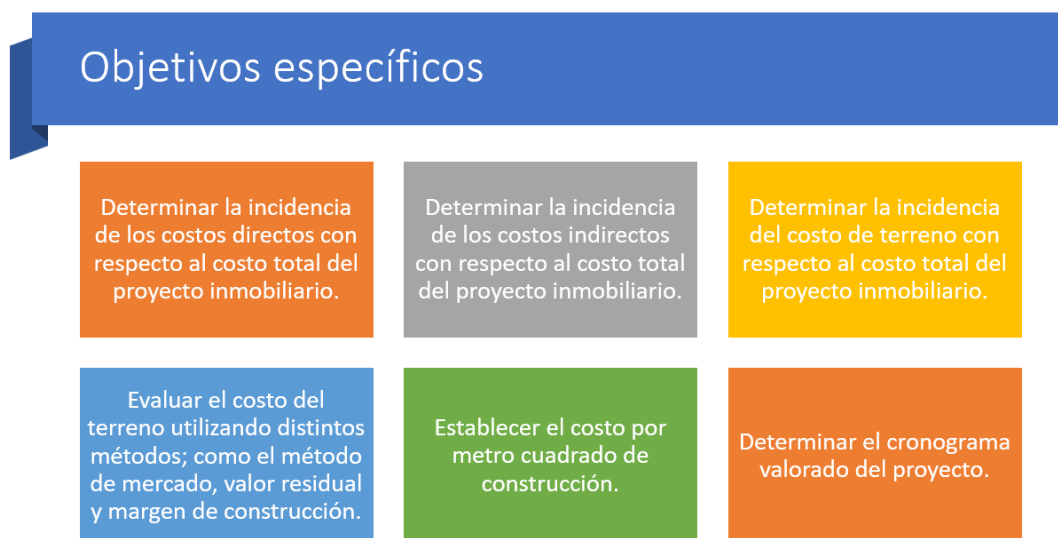 Objetivos específicos
Determinar la incidencia
de los costos directos con
respecto al costo total del
proyecto inmobiliario.
Determinar la incidencia
de los costos indirectos
con respecto al costo total
del proyecto inmobiliario.
Determinar la incidencia
del costo de terreno con
respecto al costo total del
proyecto inmobiliario.
Evaluar el costo del
terreno utilizando distintos
métodos; como el método
de mercado, valor residual
y margen de construcción.
Establecer el costo por
metro cuadrado de
construcción.
Determinar el cronograma
valorado del proyecto.